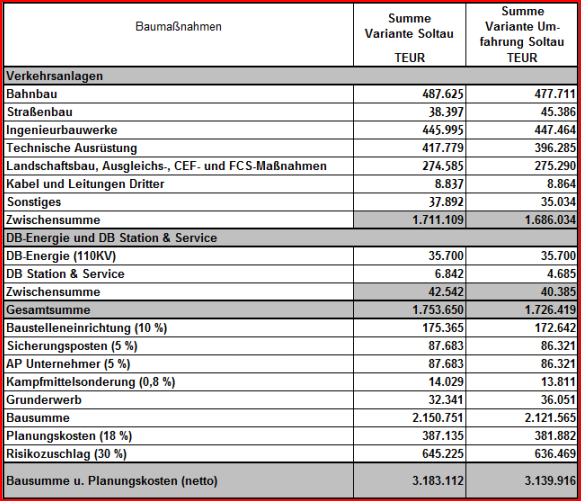 Baumaßnahmen Summe Variante Soltau TEUR Summe Variante Um- fahrung Soltau TEUR
Verkehrsanlagen
Bahnbau 487.625 477.711
Straßenbau 38.397 45.386
Ingenieurbauwerke 445.995 447.464
Technische Ausrüstung 417.779 396.285
Landschaftsbau, Ausgleichs-, CEF- und FCS-Maßnahmen 274.585 275.290
Kabel und Leitungen Dritter 8.837 8.864
Sonstiges 37.892 35.034
Zwischensumme 1.711.109 1.686.034
DB-Energie und DB Station & Service
DB-Energie (110KV) 35.700 35.700
DB Station & Service 6.842 4.685
Zwischensumme 42.542 40.385
Gesamtsumme 1.753.650 1.726.419
Baustelleneinrichtung (10 %) 175.365 172.642
Sicherungsposten (5 %) 87.683 86.321
AP Unternehmer (5 %) 87.683 86.321
Kampfmittelsonderung (0,8 %) 14.029 13.811
Grunderwerb 32.341 36.051
Bausumme 2.150.751 2.121.565
Planungskosten (18 %) 387.135 381.882
Risikozuschlag (30 %) 645.225 636.469
Bausumme u. Planungskosten (netto) 3.183.112 3.139.916